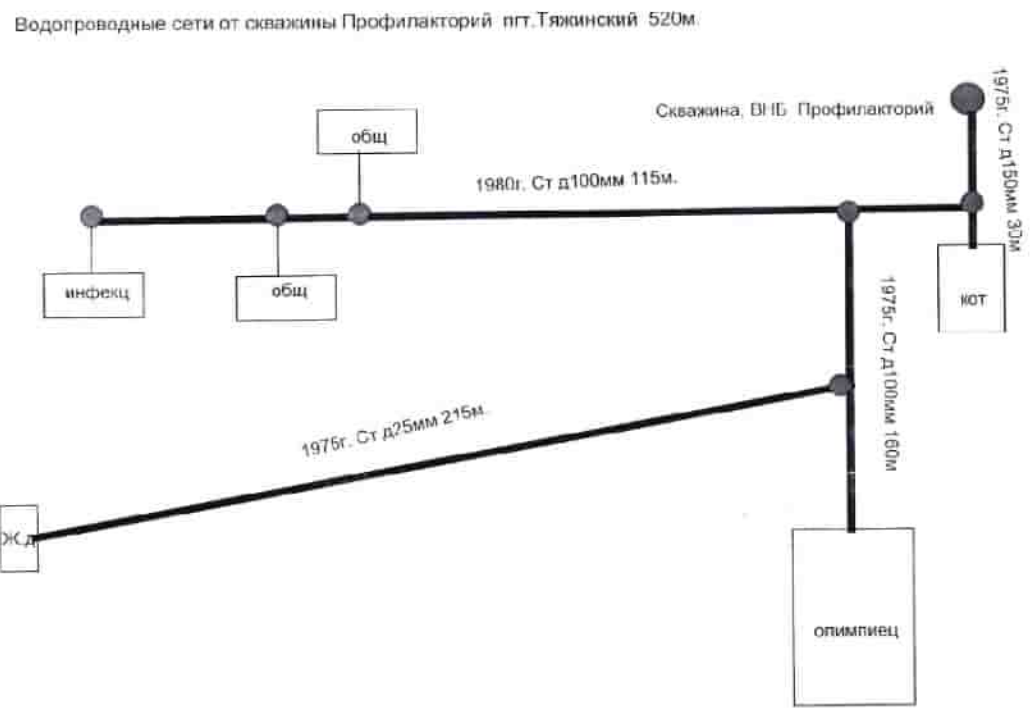 Водопроводные сети от скважины Профилакторий пгт.Тяжинский 520м.
Скважина, ВНБ Профилакторий
1975г. Ст д150мм 30м
общ
1980г. Ст д100мм 115м.
инфекц
общ
кот
1975г. Ст д100мм 160м
1975г. Ст д25мм 215м.
Ж.д
олимпиец